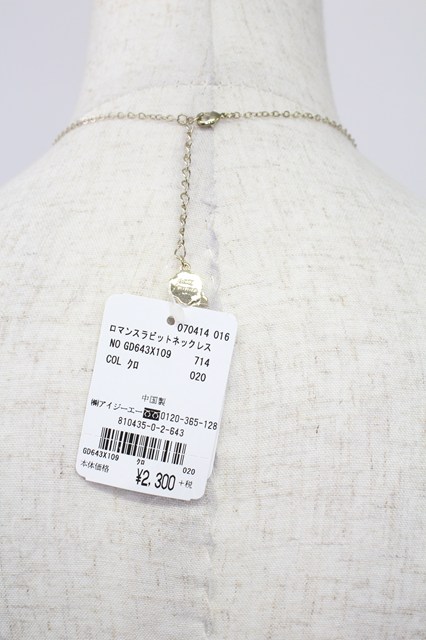 070414 016
ロマンスラビットネックレス
NO GD643X109 714
COL クロ 020
中国製
㈱アイジーエー 0120-365-128
810435-0-2-643
GD643X109 クロ 020
本体価格 ¥2,300 +税